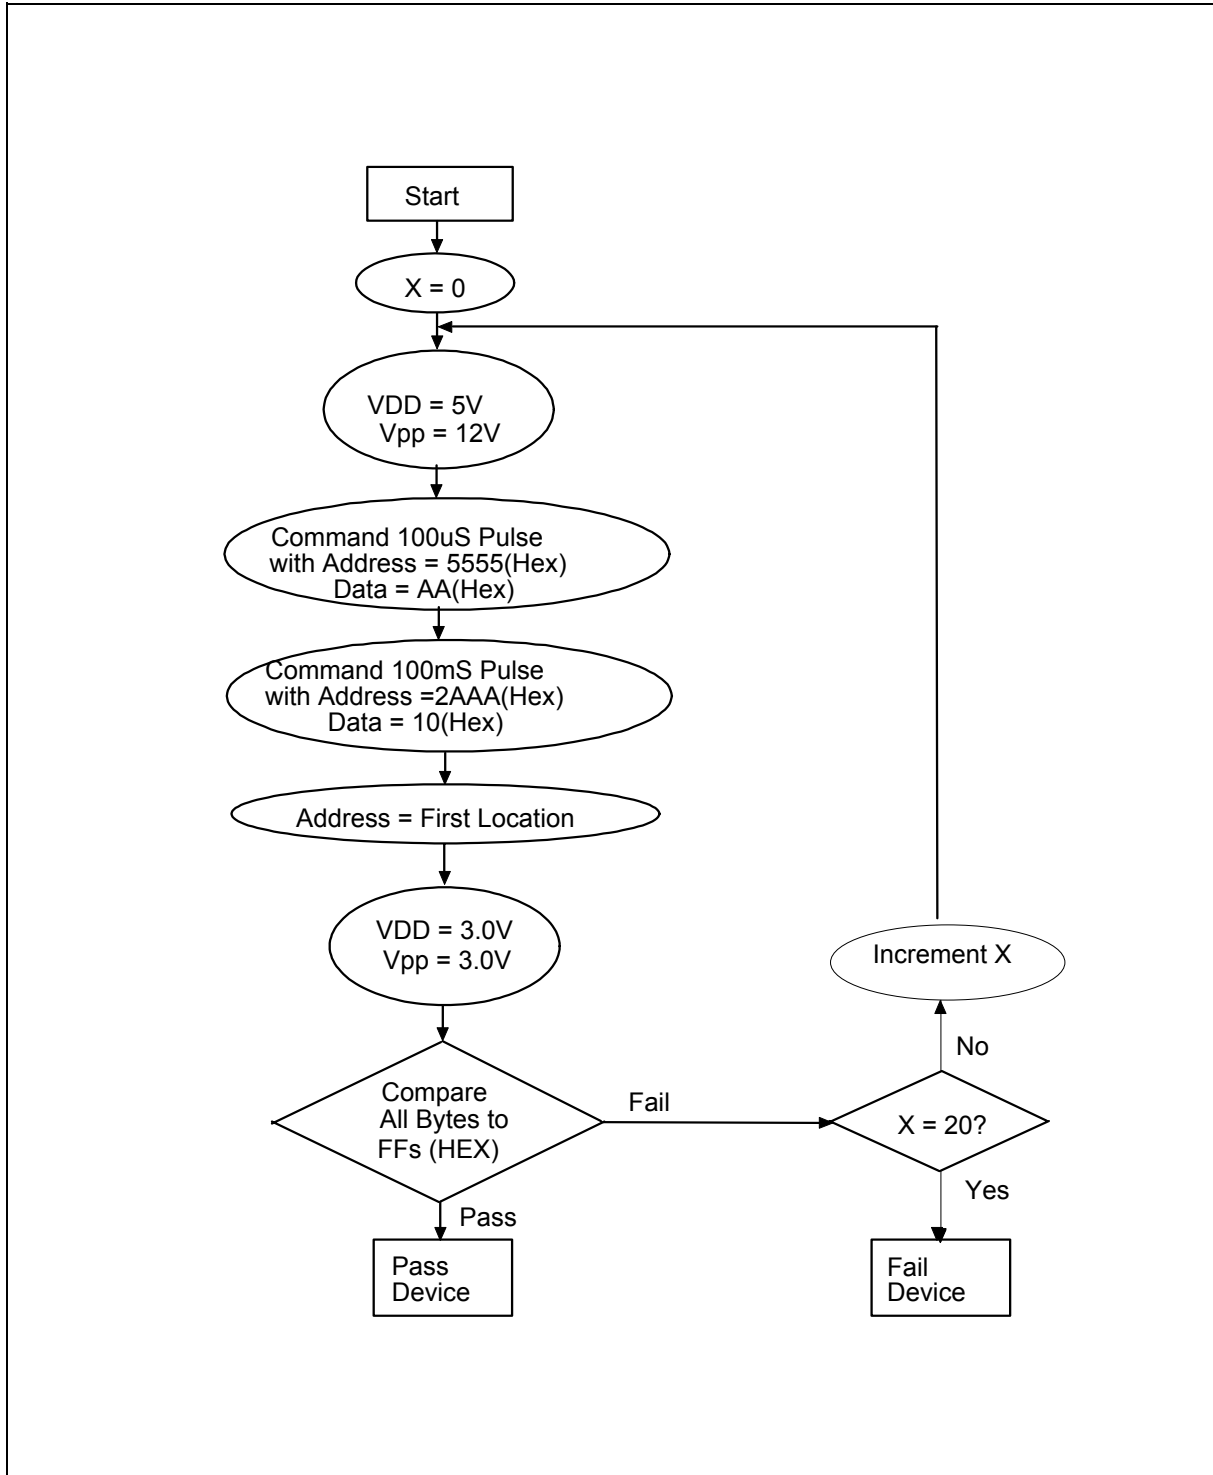 Start
X = 0
VDD = 5V
Vpp = 12V
Command 100uS Pulse
with Address = 5555(Hex)
Data = AA(Hex)
Command 100mS Pulse
with Address =2AAA(Hex)
Data = 10(Hex)
Address = First Location
VDD = 3.0V
Vpp = 3.0V
Increment X
No
Compare
All Bytes to
FFs (HEX)
Fail
X = 20?
Yes
Pass
Pass
Device
Fail
Device